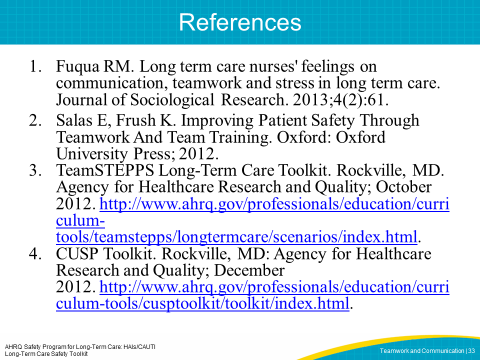 References
1. Fuqua RM. Long term care nurses' feelings on
communication, teamwork and stress in long term care.
Journal of Sociological Research. 2013;4(2):61.
2. Salas E, Frush K. Improving Patient Safety Through
Teamwork And Team Training. Oxford: Oxford
University Press; 2012.
3. TeamSTEPPS Long-Term Care Toolkit. Rockville, MD.
Agency for Healthcare Research and Quality; October
2012. http://www.ahrq.gov/professionals/education/curri
culum-
tools/teamstepps/longtermcare/scenarios/index.html.
4. CUSP Toolkit. Rockville, MD: Agency for Healthcare
Research and Quality; December
2012. http://www.ahrq.gov/professionals/education/curri
culum-tools/cusptoolkit/toolkit/index.html.
AHRQ Safety Program for Long-Term Care: HAIs/CAUTI
Long-Term Care Safety Toolkit
Teamwork and Communication | 33